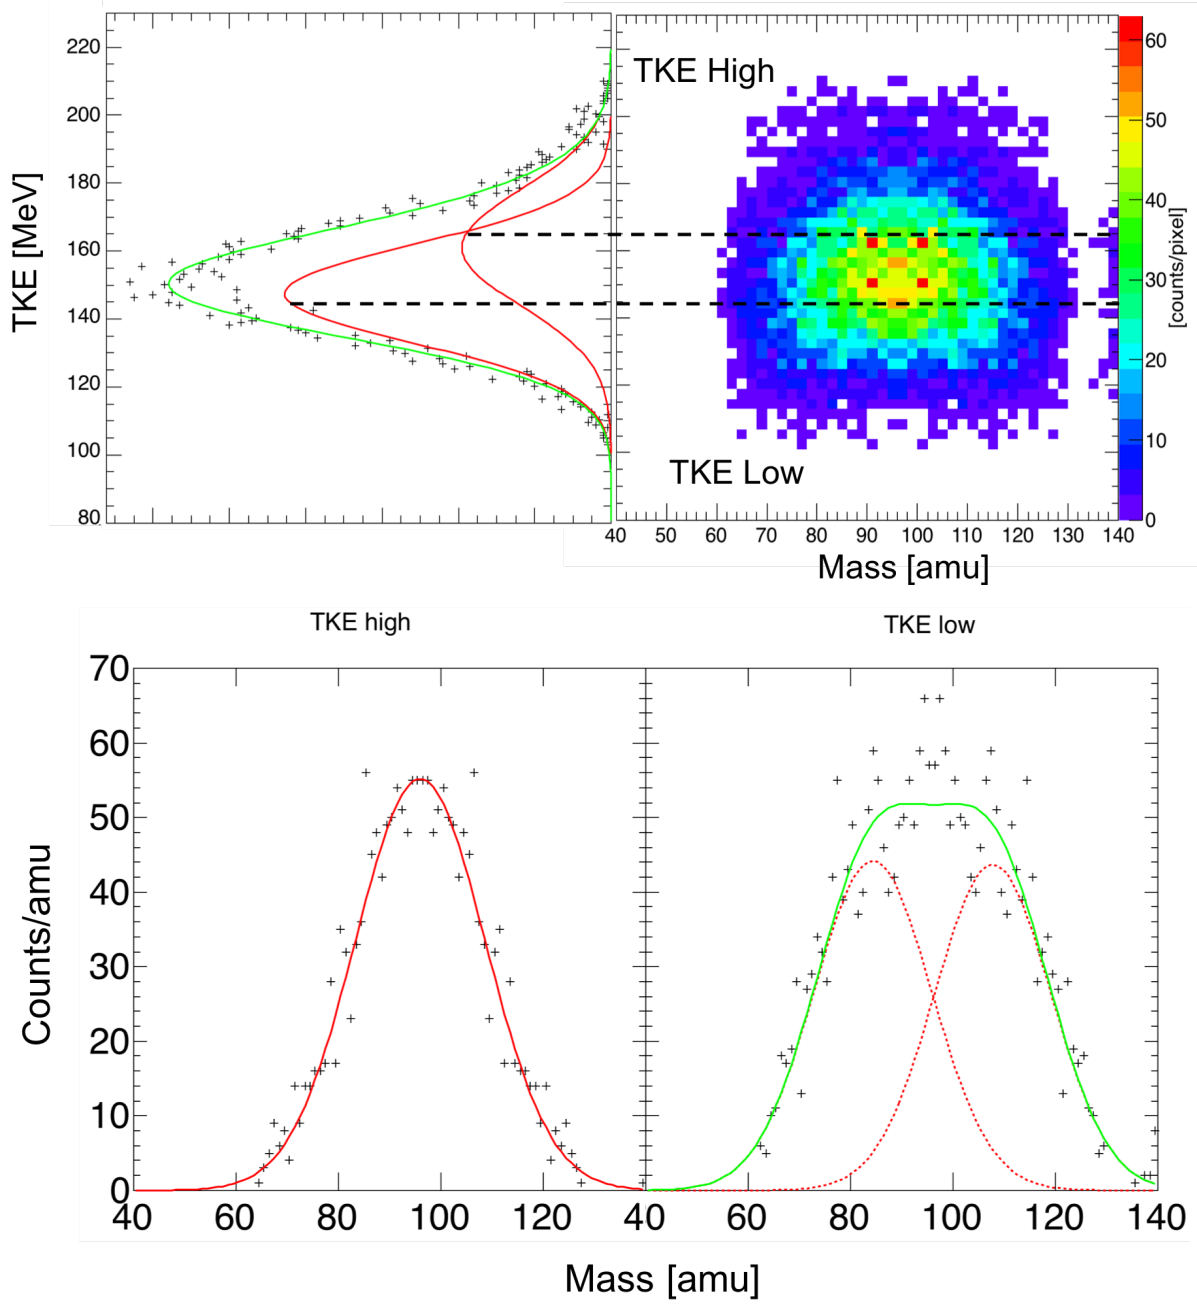 TKE [MeV]
220
200
180
160
140
120
100
80
TKE High
TKE Low
40 50 60 70 80 90 100 110 120 130 140
Mass [amu]
60
50
40
30
20
10
0
[counts/pixel]
TKE high
TKE low
Counts/amu
70
60
50
40
30
20
10
0
40 60 80 100 120 40 60 80 100 120 140
Mass [amu]